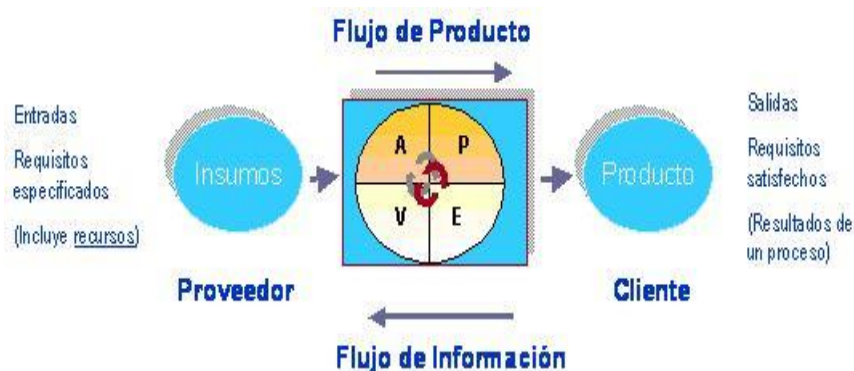 Flujo de Producto
Entradas
Requisitos
especificados
(Incluye recursos)
Insumos
Proveedor
A P
V E
Producto
Cliente
Salidas
Requisitos
satisfechos
(Resultados de
un proceso)
Flujo de Información